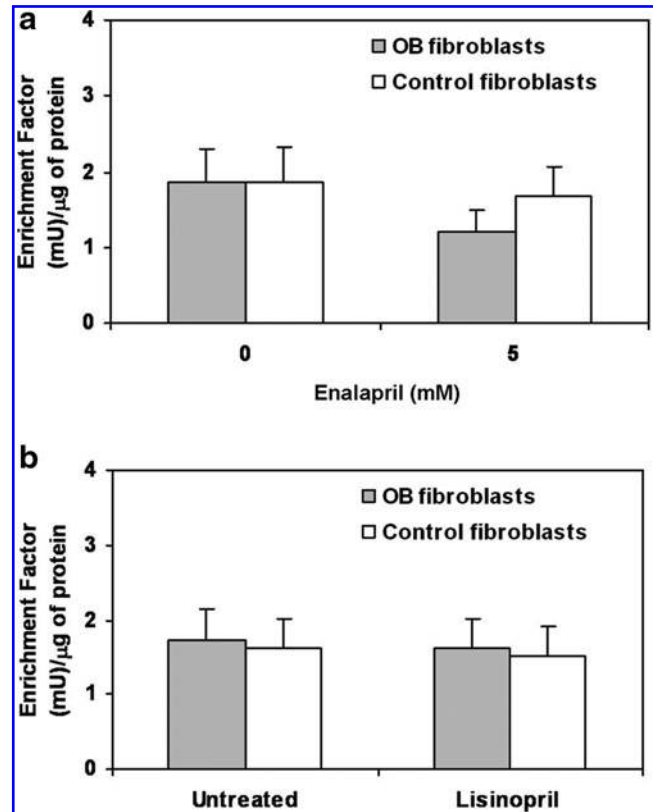 a
4
3
2
1
0
Enrichment Factor
(mU)/µg of protein
OB fibroblasts
Control fibroblasts
0 5
Enalapril (mM)
b
4
3
2
1
0
Enrichment Factor
(mU)/µg of protein
OB fibroblasts
Control fibroblasts
Untreated Lisinopril